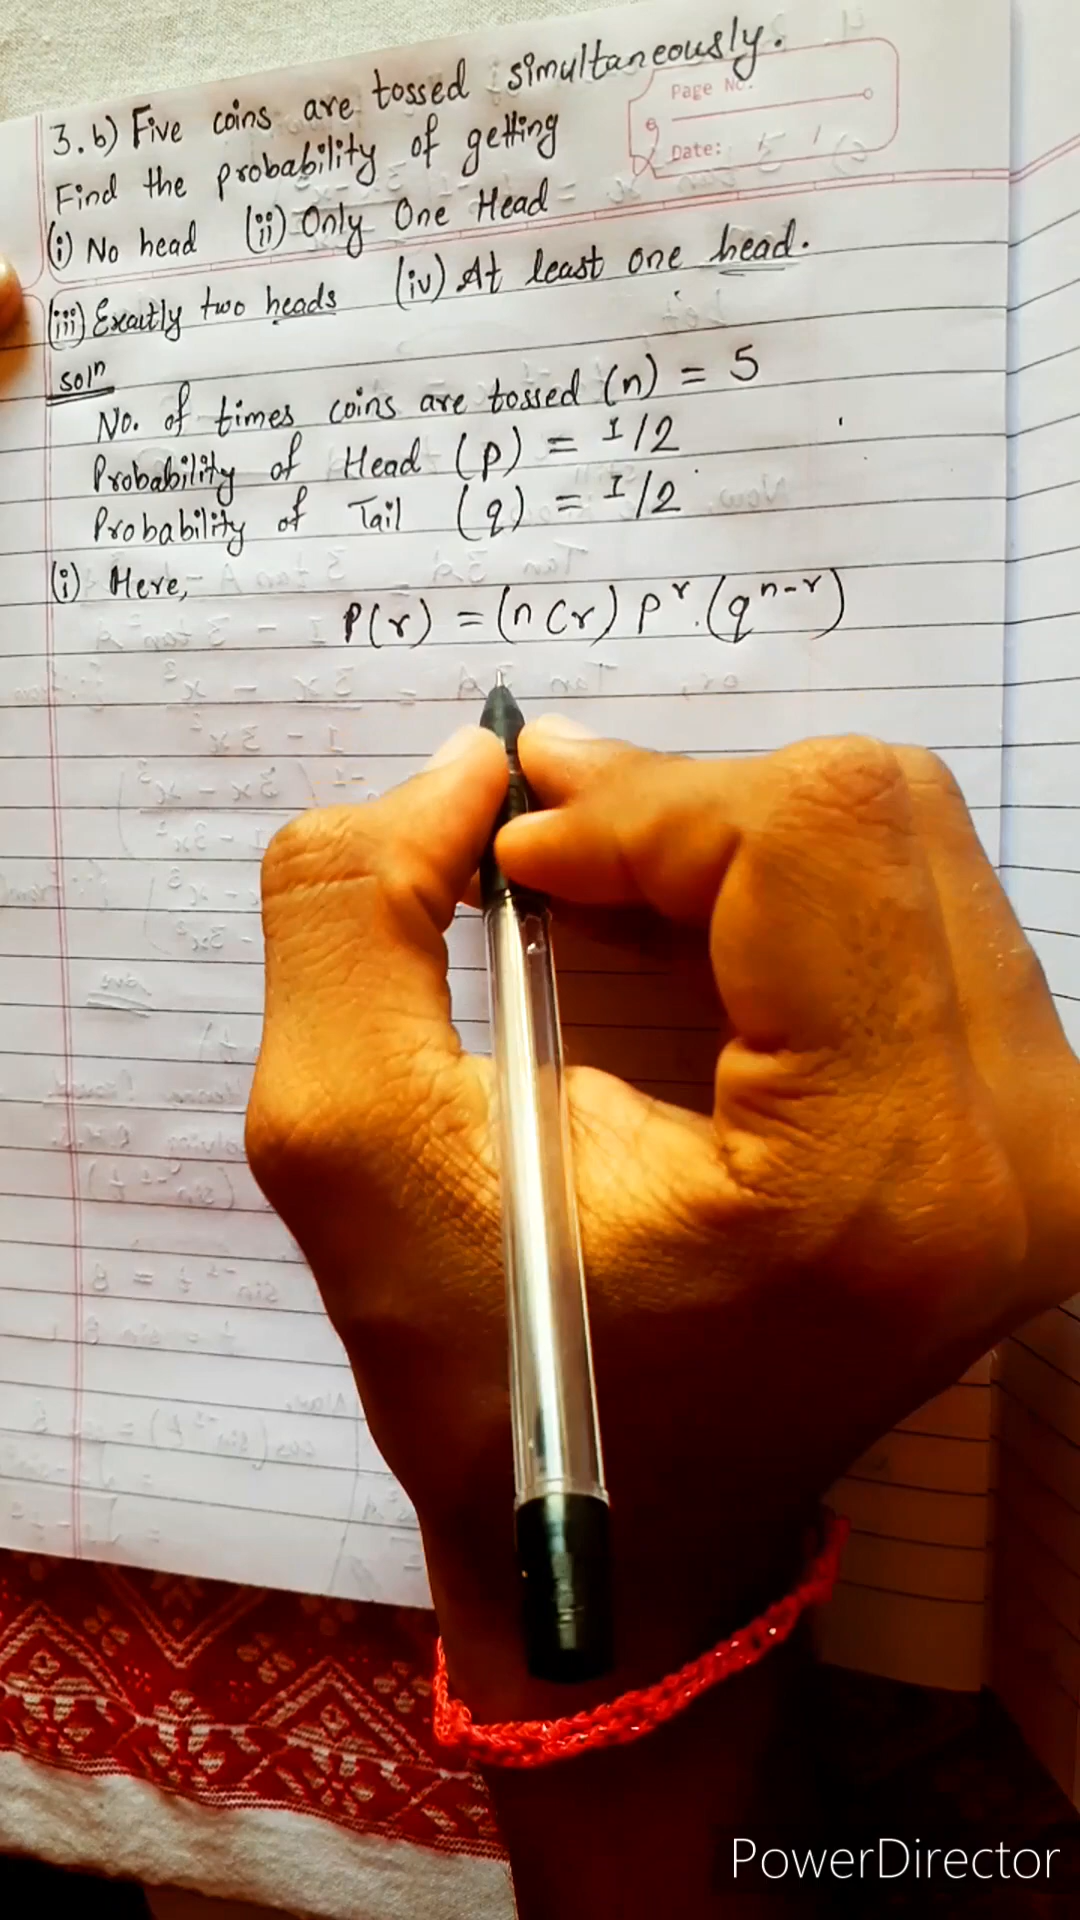 3.b) Five coins are tossed simultaneously.
Page No.
Find the probability of getting
Date:
(i) No head (ii) Only One Head
(iii) Exactly two heads (iv) At least one head.
Solⁿ
No. of times coins are tossed (n) = 5
Probability of Head (p) = 1/2
Probability of Tail (q) = 1/2
(i) Here,
P(r) = (n C r) pʳ. (qⁿ⁻ʳ)
PowerDirector